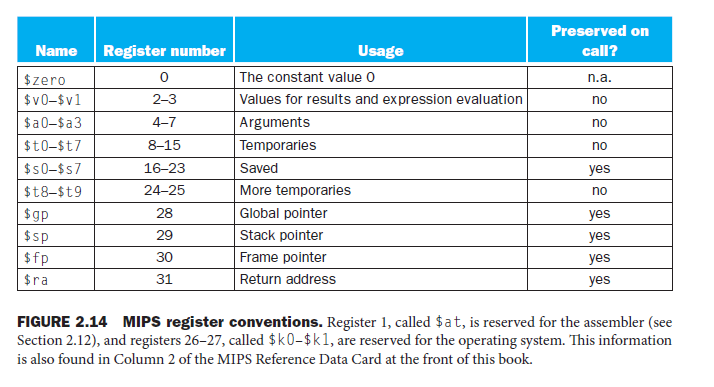 Name Register number Usage Preserved on call?
$zero 0 The constant value 0 n.a.
$v0–$v1 2–3 Values for results and expression evaluation no
$a0–$a3 4–7 Arguments no
$t0–$t7 8–15 Temporaries no
$s0–$s7 16–23 Saved yes
$t8–$t9 24–25 More temporaries no
$gp 28 Global pointer yes
$sp 29 Stack pointer yes
$fp 30 Frame pointer yes
$ra 31 Return address yes
FIGURE 2.14 MIPS register conventions. Register 1, called $at, is reserved for the assembler (see
Section 2.12), and registers 26–27, called $k0–$k1, are reserved for the operating system. This information
is also found in Column 2 of the MIPS Reference Data Card at the front of this book.